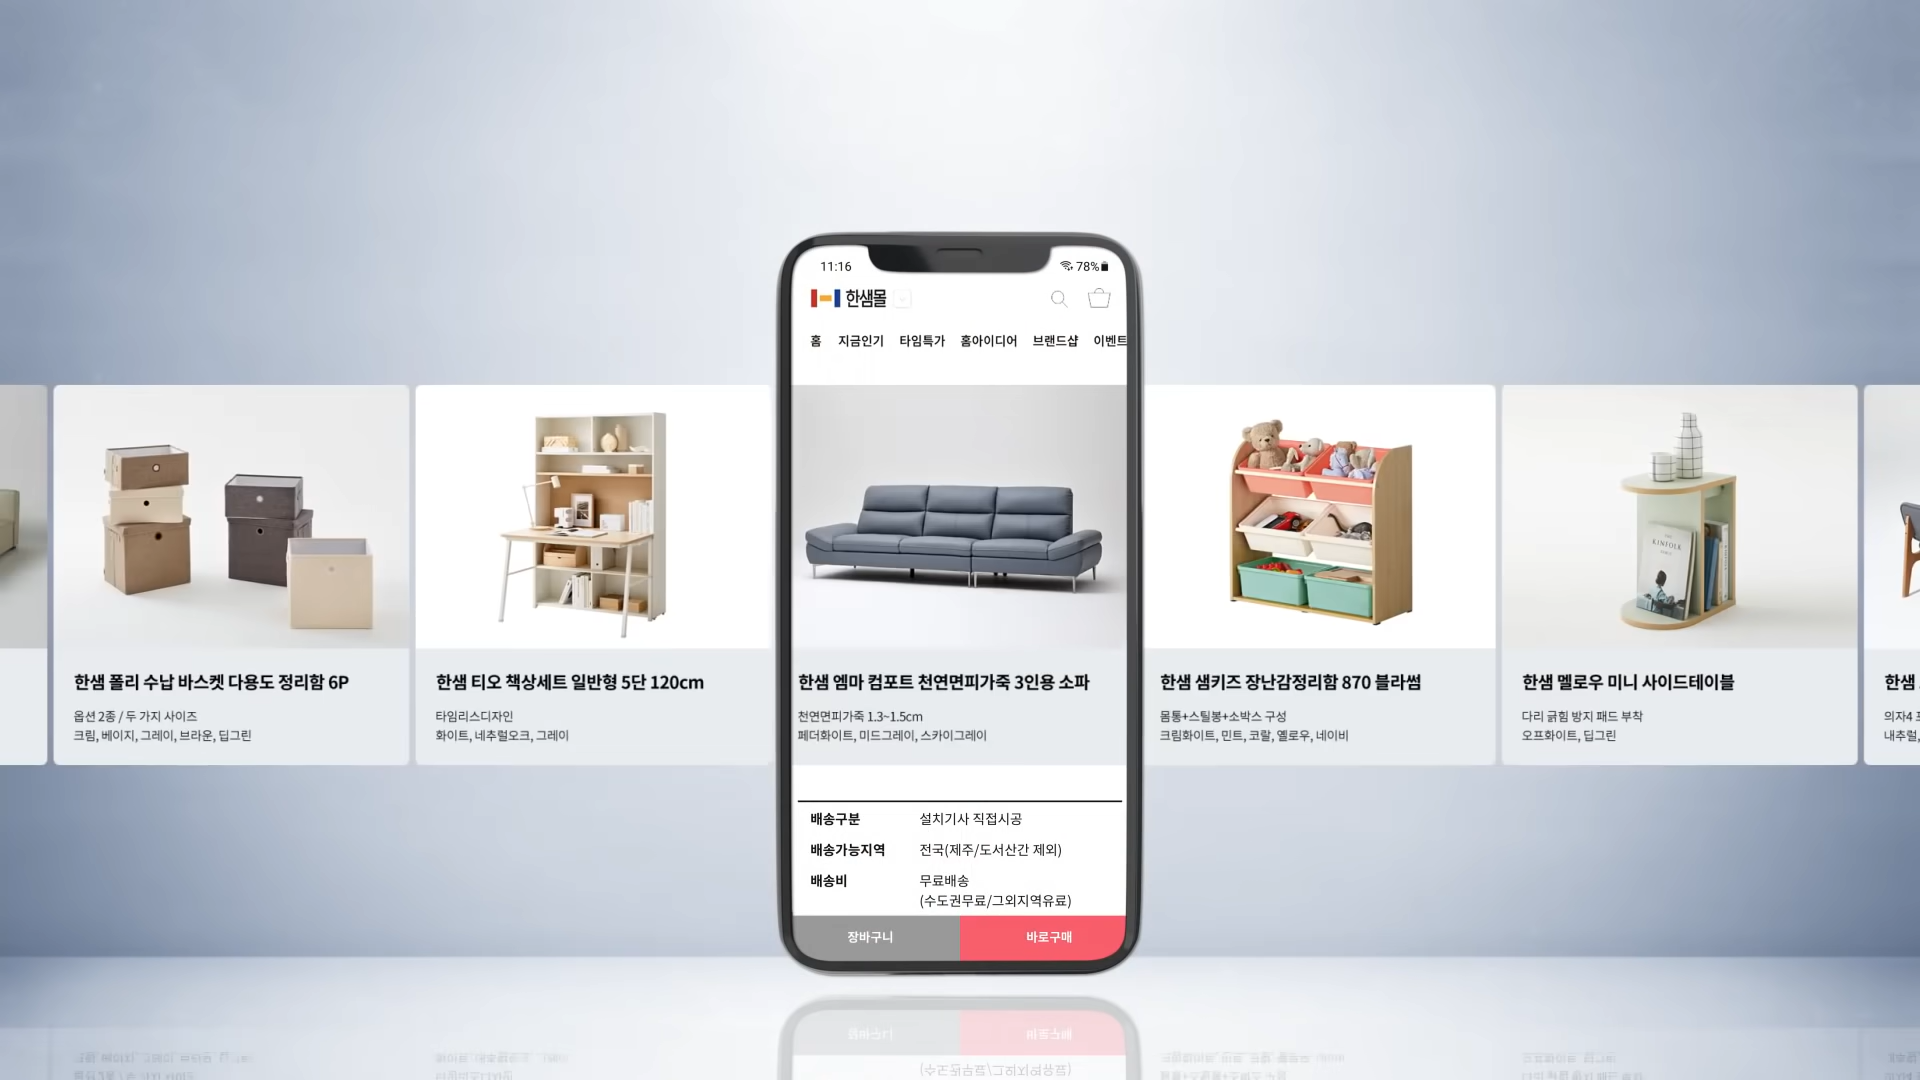 11:16
78%
한샘몰
홈 지금인기 타임특가 홈아이디어 브랜드샵 이벤트
KINFOLK
한샘 폴리 수납 바스켓 다용도 정리함 6P
옵션 2종 / 두 가지 사이즈
크림, 베이지, 그레이, 브라운, 딥그린
한샘 티오 책상세트 일반형 5단 120cm
타임리스디자인
화이트, 네추럴오크, 그레이
한샘 엠마 컴포트 천연면피가죽 3인용 소파
천연면피가죽 1.3~1.5cm
페더화이트, 미드그레이, 스카이그레이
한샘 샘키즈 장난감정리함 870 블라썸
몸통+스틸봉+소박스 구성
크림화이트, 민트, 코랄, 옐로우, 네이비
한샘 멜로우 미니 사이드테이블
다리 긁힘 방지 패드 부착
오프화이트, 딥그린
한샘
의자4
내추럴,
배송구분 설치기사 직접시공
배송가능지역 전국(제주/도서산간 제외)
배송비 무료배송
(수도권무료/그외지역유료)
장바구니 바로구매